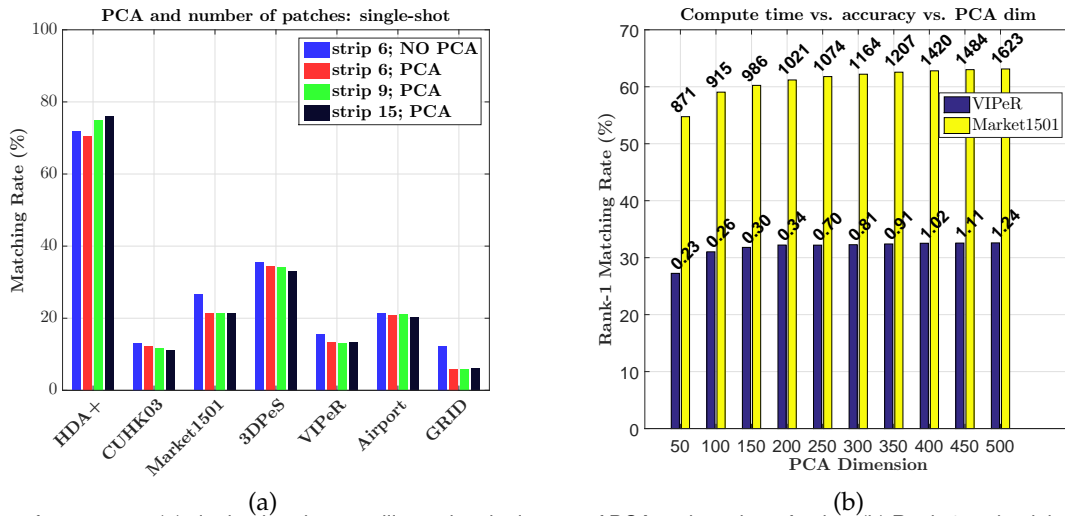 PCA and number of patches: single-shot
100
80
60
40
20
0
Matching Rate (%)
strip 6; NO PCA
strip 6; PCA
strip 9; PCA
strip 15; PCA
HDA+
CUHK03
Market1501
3DPeS
VIPeR
Airport
GRID
(a)
Compute time vs. accuracy vs. PCA dim
70
60
50
40
30
20
10
0
Rank-1 Matching Rate (%)
871
915
986
1021
1074
1164
1207
1420
1484
1623
VIPeR
Market1501
0.23
0.26
0.30
0.34
0.70
0.81
0.91
1.02
1.11
1.24
50 100 150 200 250 300 350 400 450 500
PCA Dimension
(b)